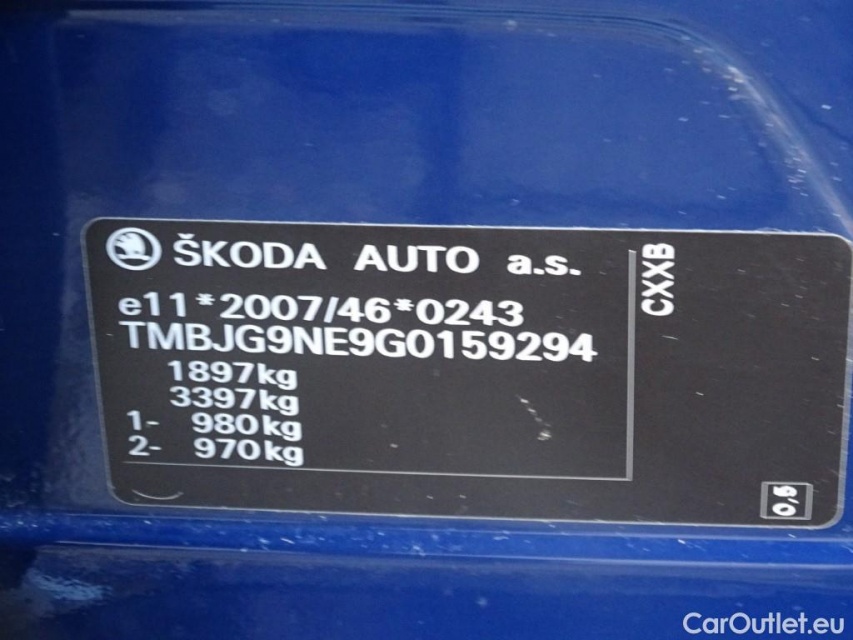 ŠKODA AUTO a.s.
e11*2007/46*0243
TMBJG9NE9G0159294
1897kg
3397kg
1- 980kg
2- 970kg
CXXB
0,5
CarOutlet.eu